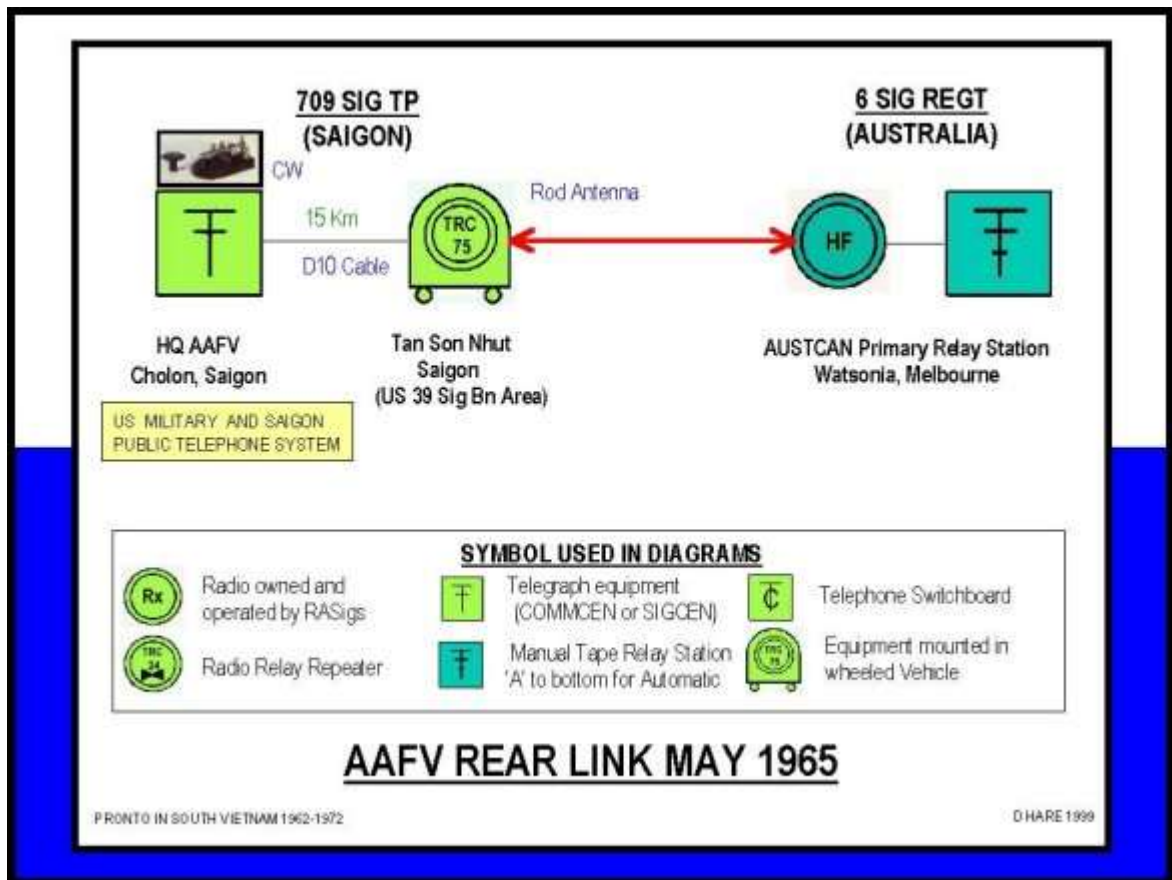 709 SIG TP
(SAIGON)
6 SIG REGT
(AUSTRALIA)
CW
15 Km
D10 Cable
TRC
75
Rod Antenna
HF
HQ AAFV
Cholon, Saigon
Tan Son Nhut
Saigon
(US 39 Sig Bn Area)
AUSTCAN Primary Relay Station
Watsonia, Melbourne
US MILITARY AND SAIGON
PUBLIC TELEPHONE SYSTEM
SYMBOL USED IN DIAGRAMS
Rx
Radio owned and
operated by RASigs
Telegraph equipment
(COMMCEN or SIGCEN)
Telephone Switchboard
TRC
24
Radio Relay Repeater
Manual Tape Relay Station
'A' to bottom for Automatic
TRC
75
Equipment mounted in
wheeled Vehicle
AAFV REAR LINK MAY 1965
PRONTO IN SOUTH VIETNAM 1962-1972
D HARE 1999